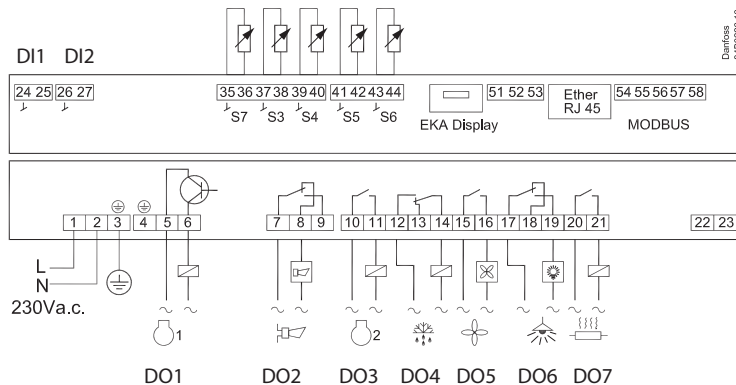 Danfoss
DI1 DI2
24 25 26 27 35 36 37 38 39 40 41 42 43 44 51 52 53 Ether RJ 45 54 55 56 57 58
S7 S3 S4 S5 S6 EKA Display MODBUS
1 2 3 4 5 6 7 8 9 10 11 12 13 14 15 16 17 18 19 20 21 22 23
L
N
230Va.c.
1 2
DO1 DO2 DO3 DO4 DO5 DO6 DO7